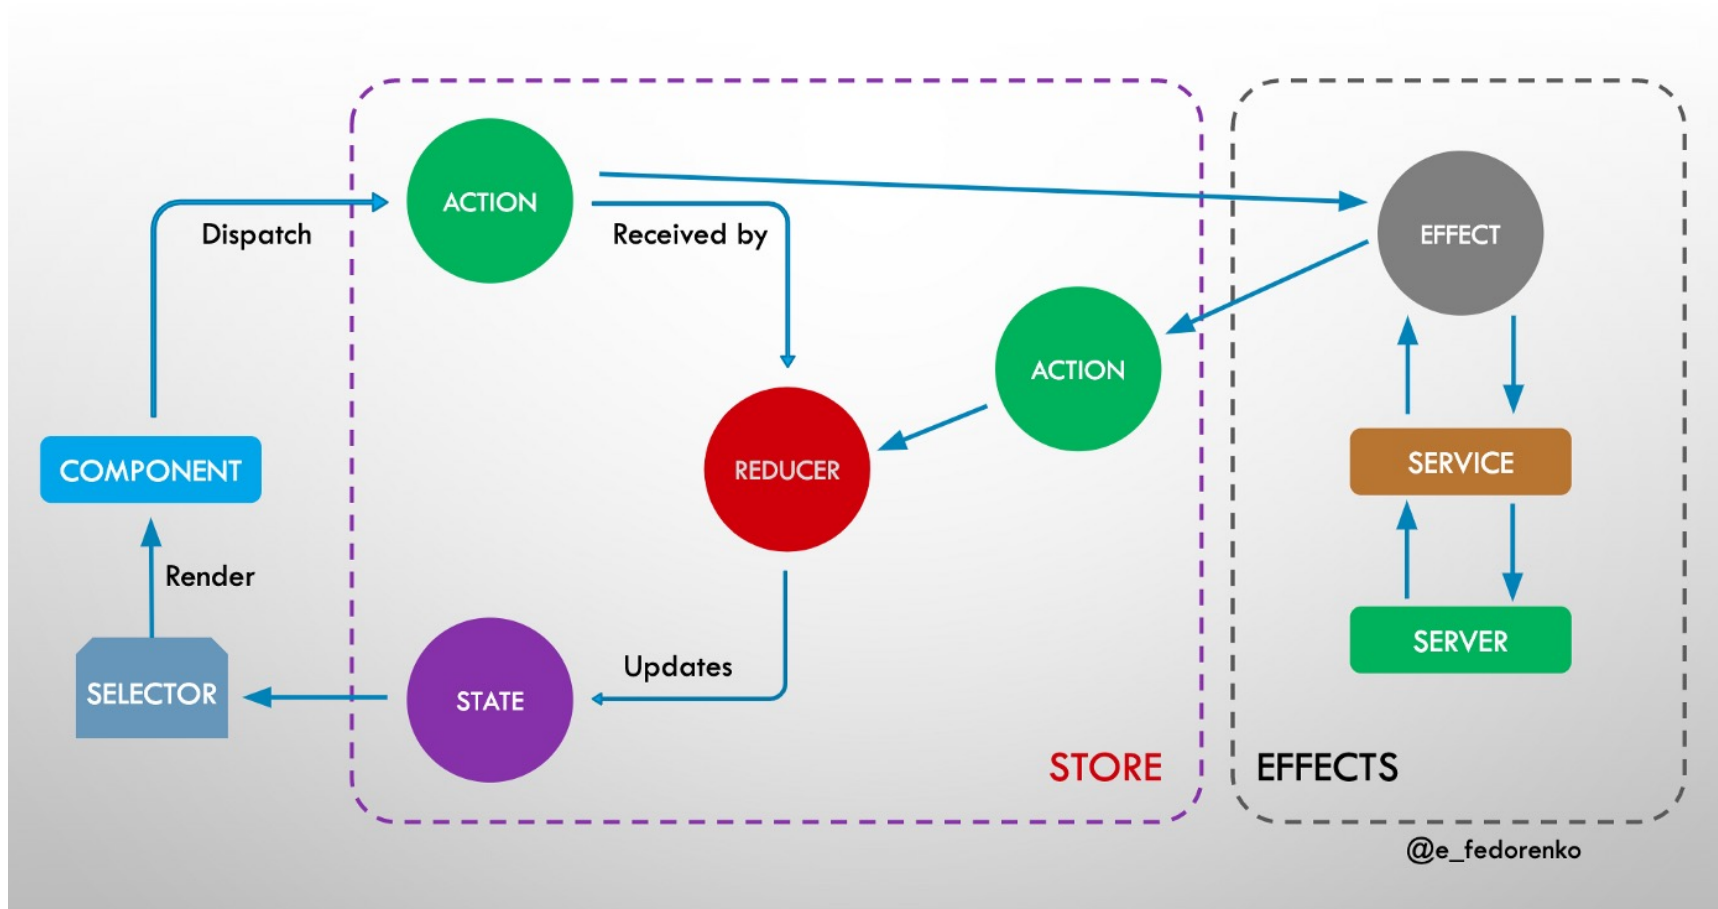 ACTION
Dispatch
Received by
EFFECT
ACTION
COMPONENT
REDUCER
SERVICE
Render
SERVER
Updates
SELECTOR
STATE
STORE
EFFECTS
@e_fedorenko